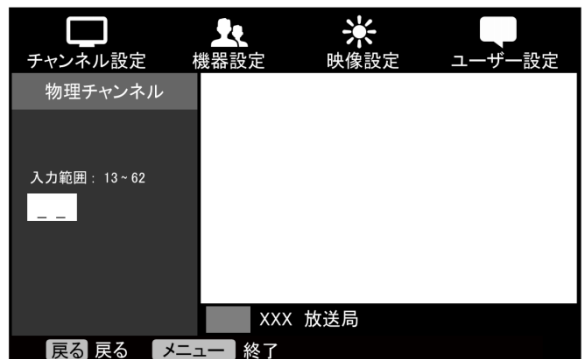 チャンネル設定 機器設定 映像設定 ユーザー設定
物理チャンネル
入力範囲： 13~62
_ _
XXX 放送局
戻る 戻る メニュー 終了